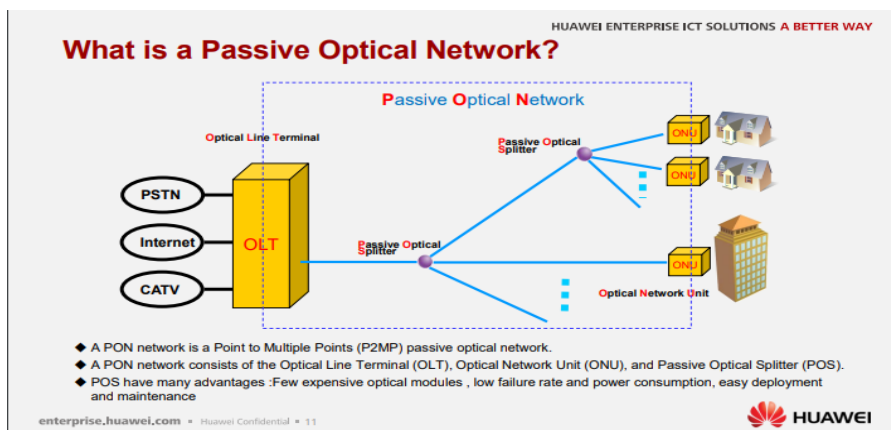 HUAWEI ENTERPRISE ICT SOLUTIONS A BETTER WAY
What is a Passive Optical Network?
Passive Optical Network
Optical Line Terminal
Passive Optical
Splitter
ONU
ONU
PSTN
Internet
CATV
OLT
Passive Optical
Splitter
ONU
Optical Network Unit
◆ A PON network is a Point to Multiple Points (P2MP) passive optical network.
◆ A PON network consists of the Optical Line Terminal (OLT), Optical Network Unit (ONU), and Passive Optical Splitter (POS).
◆ POS have many advantages :Few expensive optical modules , low failure rate and power consumption, easy deployment
and maintenance
enterprise.huawei.com ▪ Huawei Confidential ▪ 11
HUAWEI